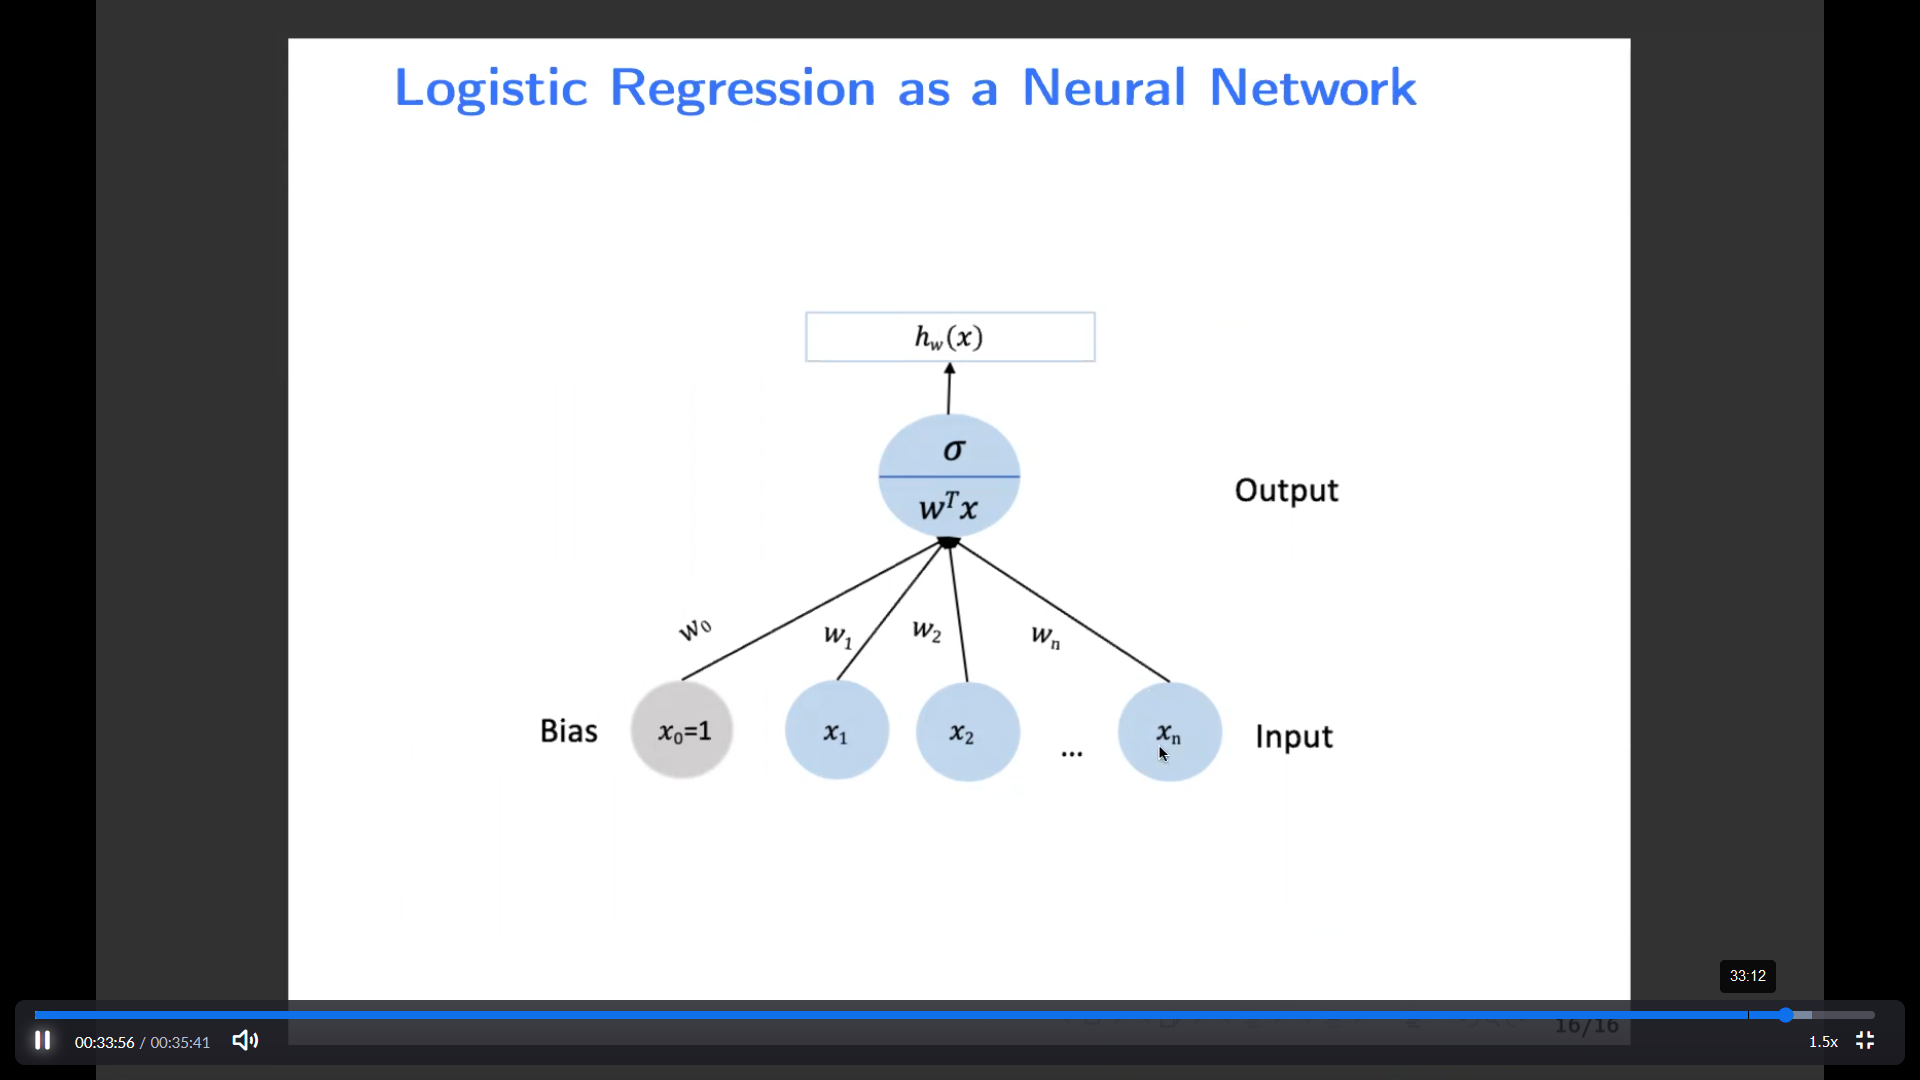 Logistic Regression as a Neural Network
h_w(x)
σ
w^T x
Output
w_0 w_1 w_2 w_n
Bias x_0=1 x_1 x_2 ... x_n Input
33:12
16/16
00:33:56 / 00:35:41 1.5x